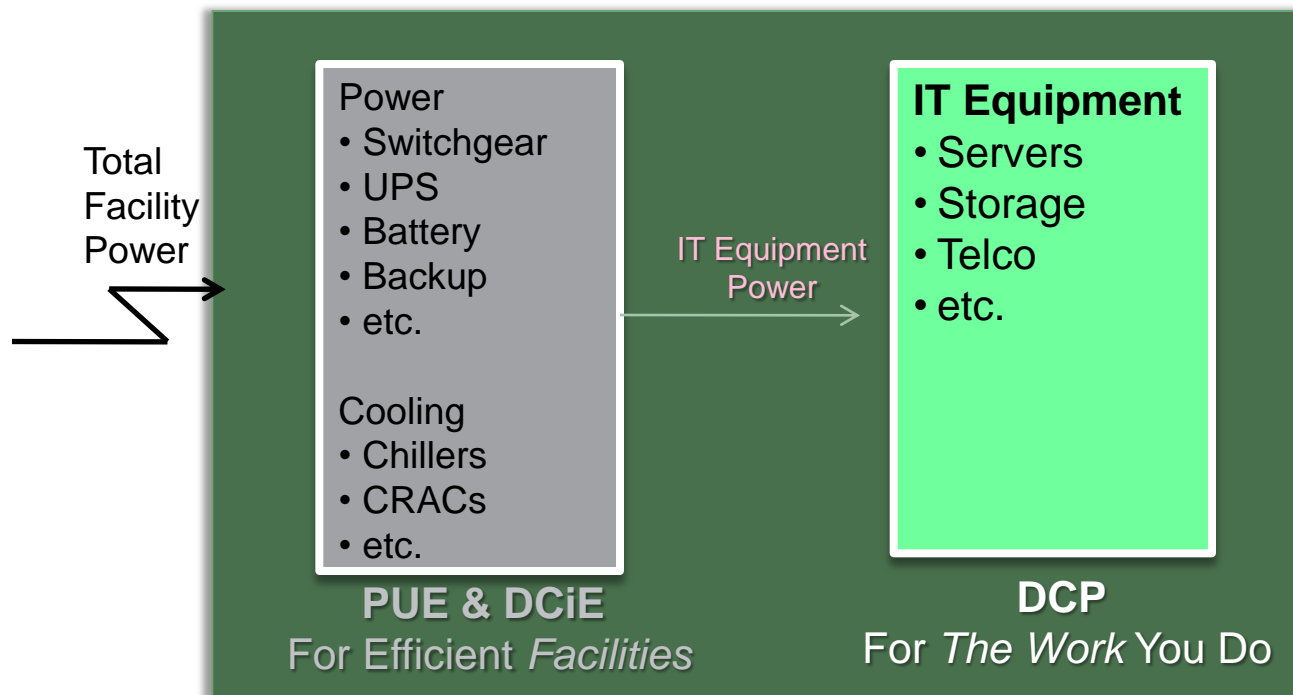 Total
Facility
Power
Power
• Switchgear
• UPS
• Battery
• Backup
• etc.
Cooling
• Chillers
• CRACs
• etc.
PUE & DCiE
For Efficient Facilities
IT Equipment
Power
IT Equipment
• Servers
• Storage
• Telco
• etc.
DCP
For The Work You Do